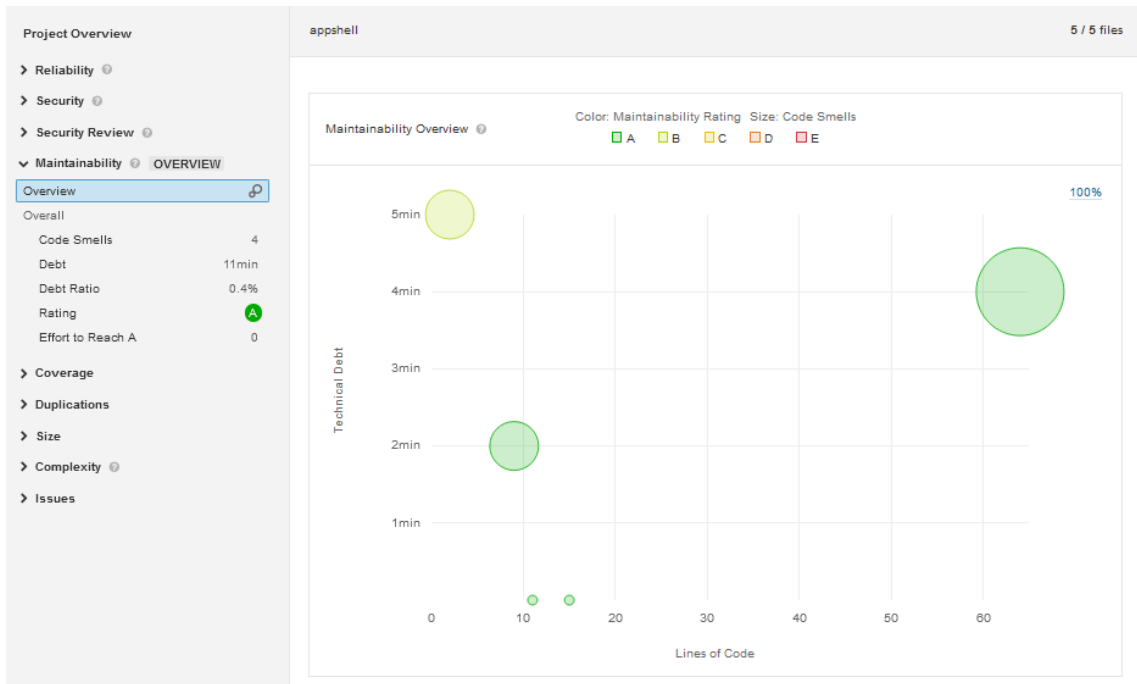 Project Overview
Reliability
Security
Security Review
Maintainability OVERVIEW
Overview
Overall
Code Smells 4
Debt 11min
Debt Ratio 0.4%
Rating A
Effort to Reach A 0
Coverage
Duplications
Size
Complexity
Issues
appshell 5 / 5 files
Maintainability Overview
Color: Maintainability Rating Size: Code Smells
A B C D E
100%
5min
4min
3min
2min
1min
Technical Debt
0 10 20 30 40 50 60
Lines of Code